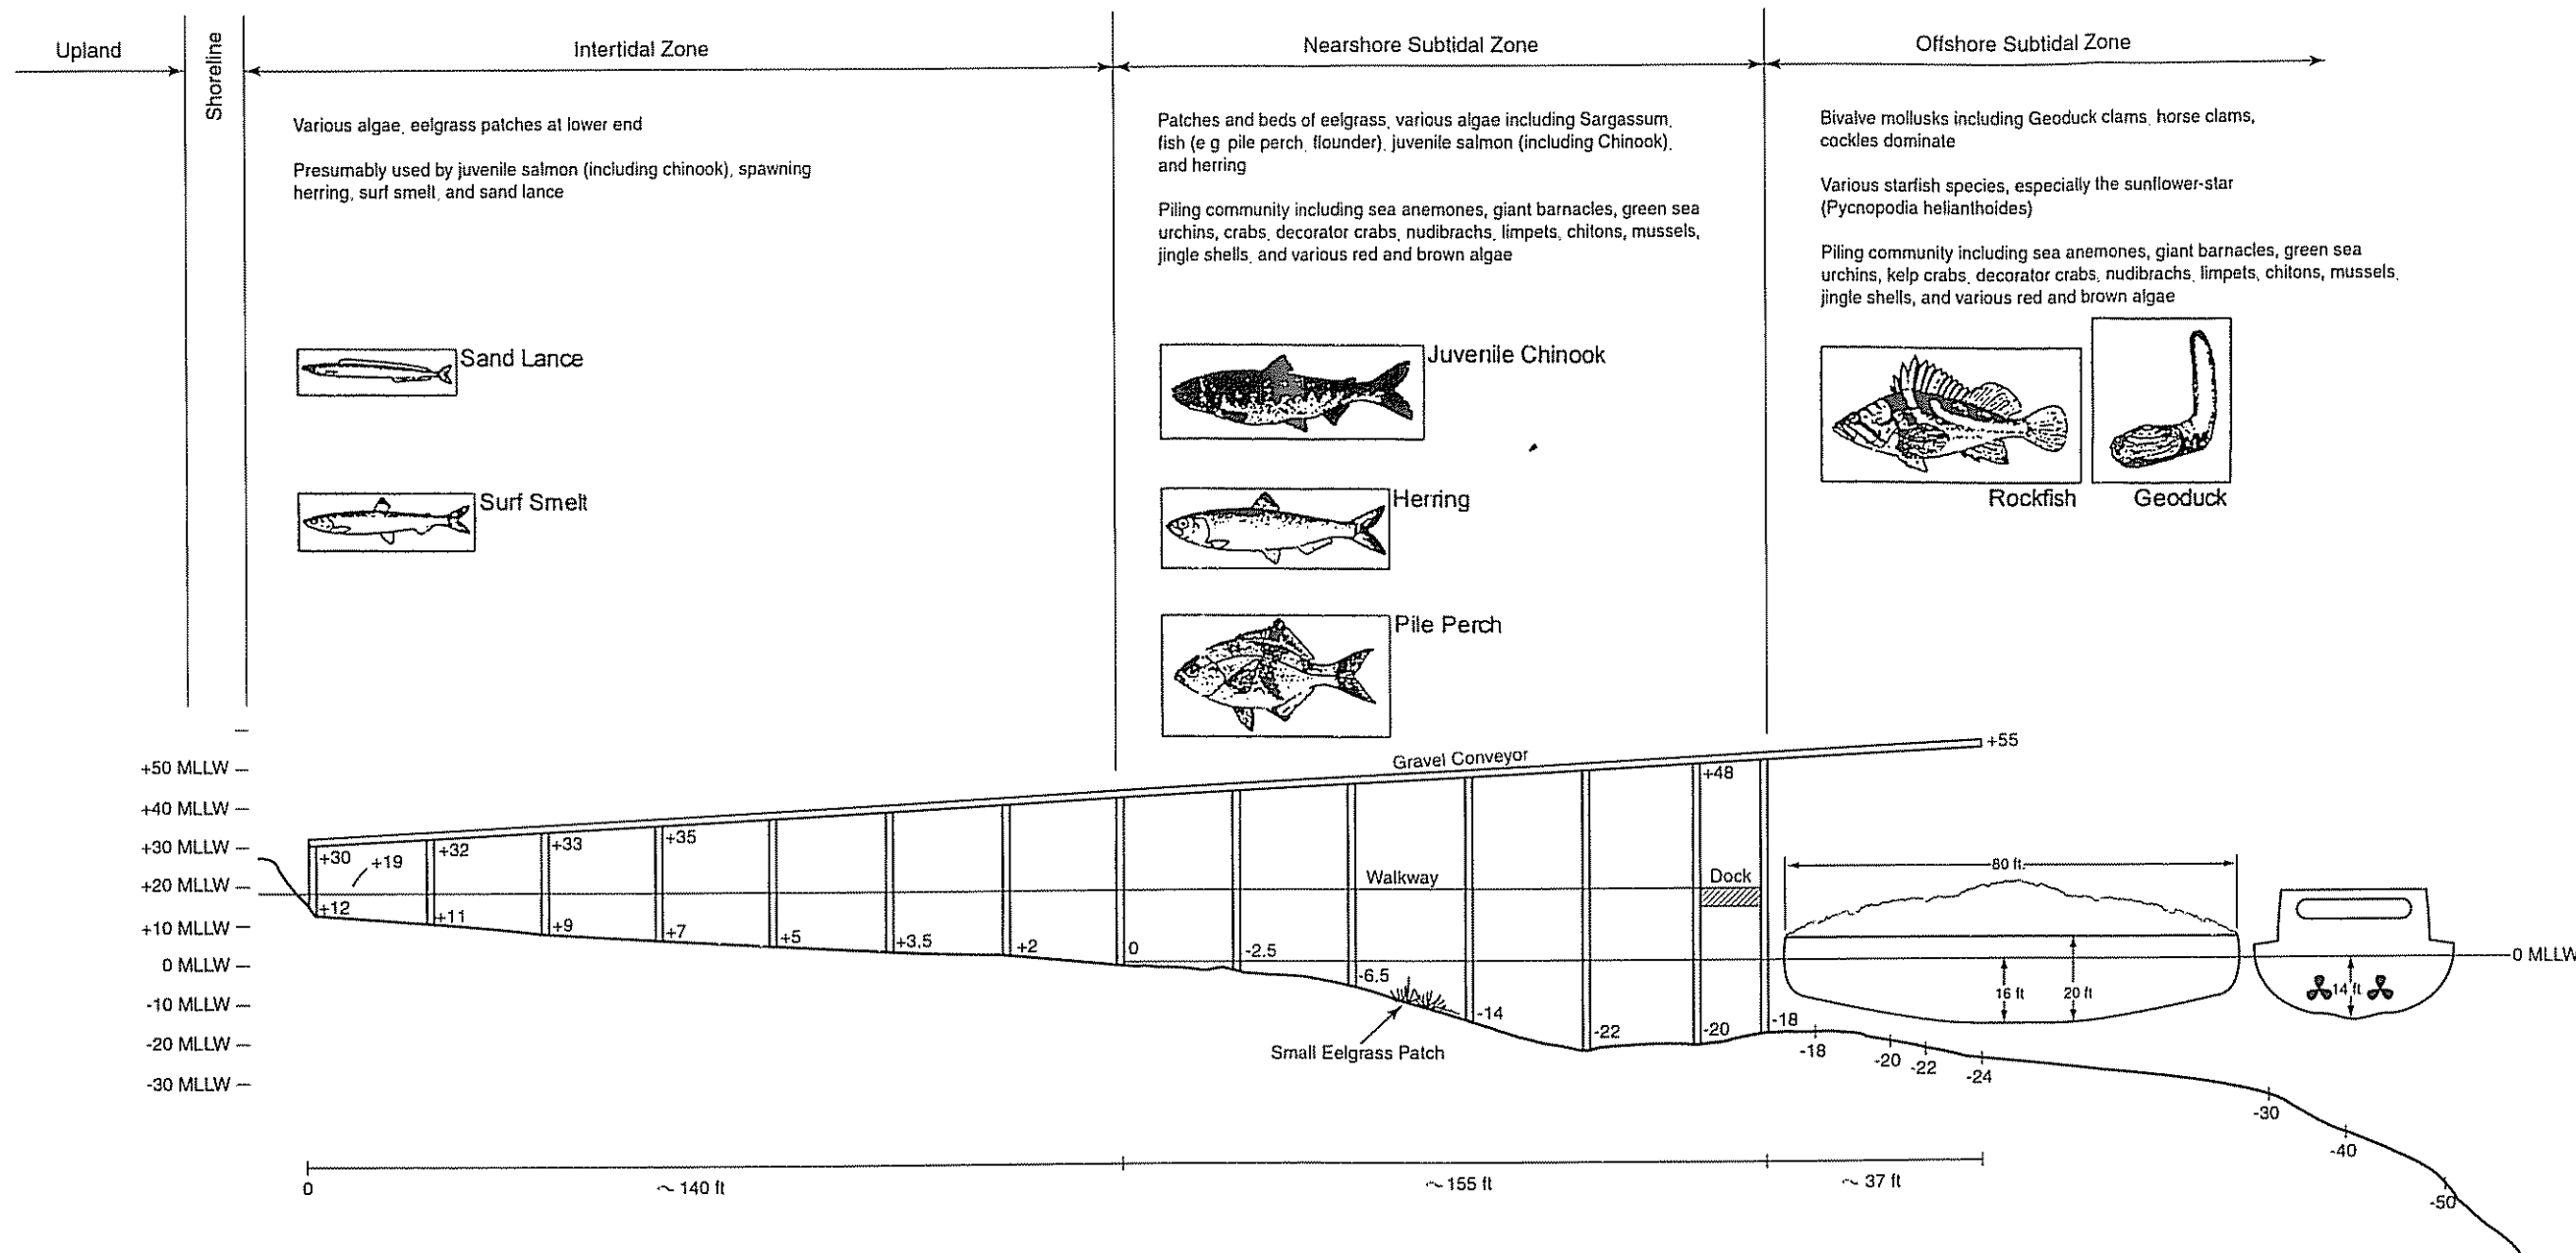 Upland
Shoreline
Intertidal Zone
Nearshore Subtidal Zone
Offshore Subtidal Zone
Various algae, eelgrass patches at lower end
Presumably used by juvenile salmon (including chinook), spawning
herring, surf smelt, and sand lance
Patches and beds of eelgrass, various algae including Sargassum,
fish (e g pile perch, flounder), juvenile salmon (including Chinook),
and herring
Piling community including sea anemones, giant barnacles, green sea
urchins, crabs, decorator crabs, nudibrachs, limpets, chitons, mussels,
jingle shells, and various red and brown algae
Bivalve mollusks including Geoduck clams, horse clams,
cockles dominate
Various starfish species, especially the sunflower-star
(Pycnopodia helianthoides)
Piling community including sea anemones, giant barnacles, green sea
urchins, kelp crabs, decorator crabs, nudibrachs, limpets, chitons, mussels,
jingle shells, and various red and brown algae
Sand Lance
Surf Smelt
Juvenile Chinook
Herring
Pile Perch
Rockfish
Geoduck
+50 MLLW
+40 MLLW
+30 MLLW
+20 MLLW
+10 MLLW
0 MLLW
-10 MLLW
-20 MLLW
-30 MLLW
Gravel Conveyor
+55
+30
+19
+32
+33
+35
+48
Walkway
Dock
+12
+11
+9
+7
+5
+3.5
+2
0
-2.5
-6.5
-14
-22
-20
-18
Small Eelgrass Patch
80 ft.
16 ft
20 ft
14 ft
0 MLLW
-18
-20
-22
-24
-30
-40
-50
0
~ 140 ft
~ 155 ft
~ 37 ft